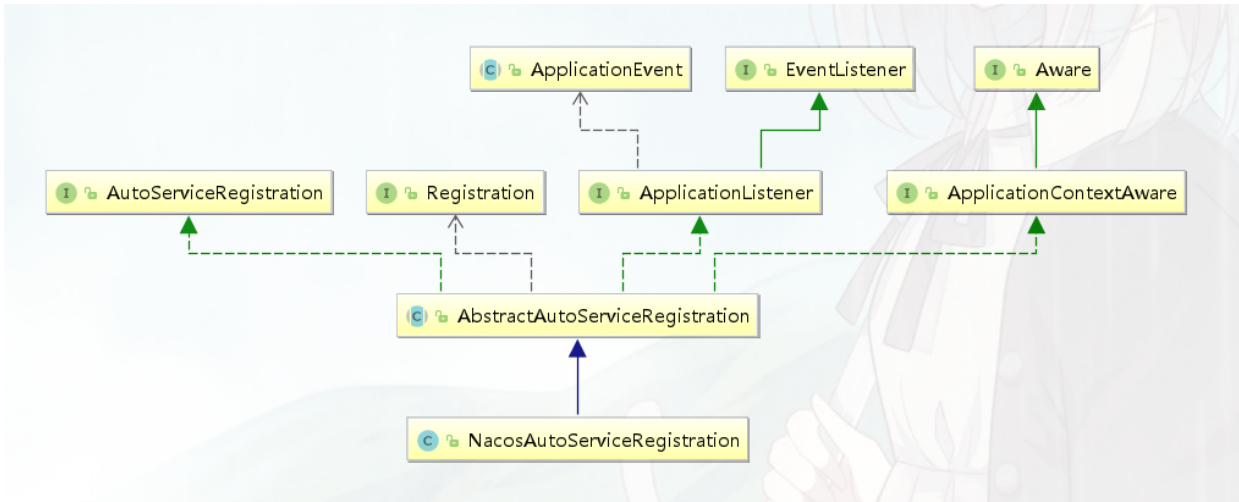 C ApplicationEvent
I EventListener
I Aware
I AutoServiceRegistration
I Registration
I ApplicationListener
I ApplicationContextAware
C AbstractAutoServiceRegistration
C NacosAutoServiceRegistration